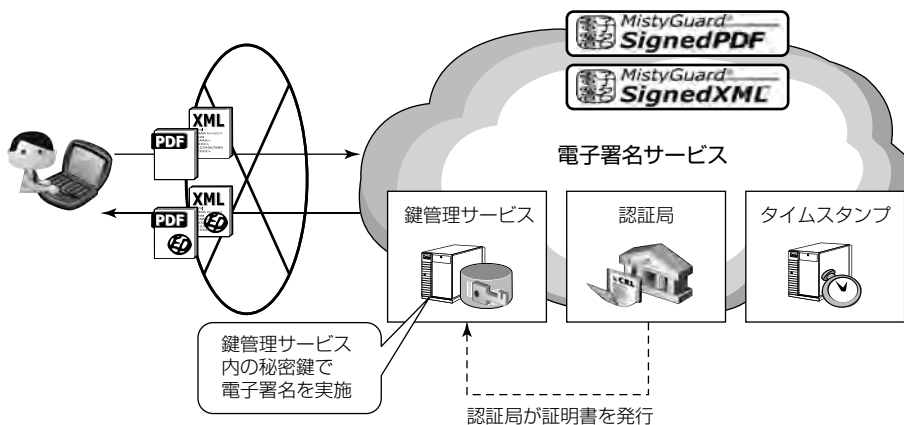 MistyGuard®
SignedPDF
MistyGuard®
SignedXML
電子署名サービス
XML
PDF
XML
PDF
鍵管理サービス
認証局
CRL
タイムスタンプ
鍵管理サービス
内の秘密鍵で
電子署名を実施
認証局が証明書を発行